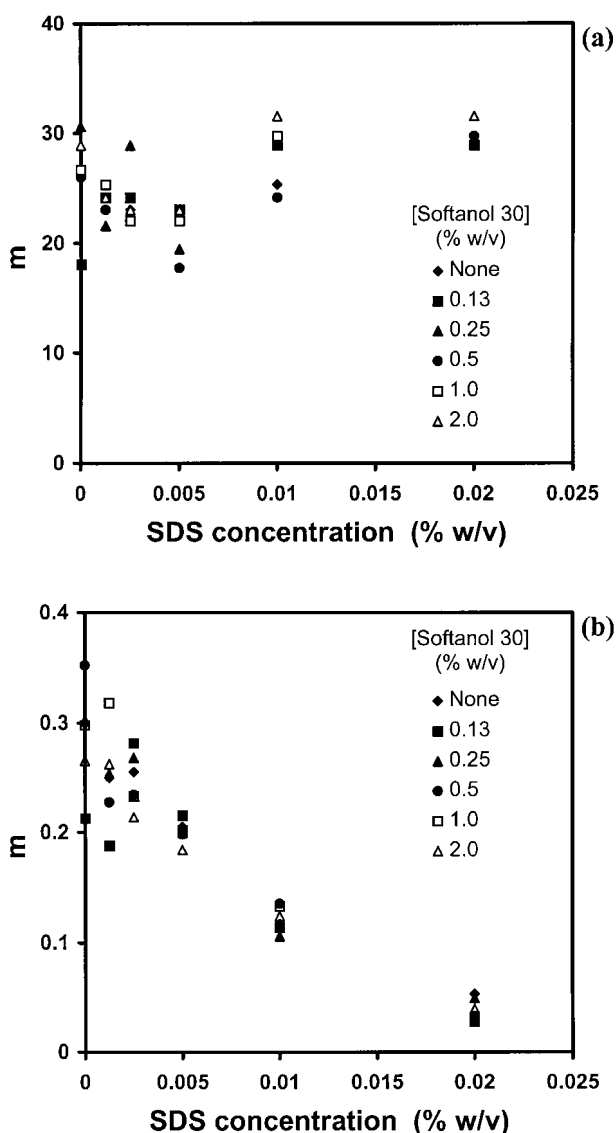 (a)
40
30
20
10
0
m
[Softanol 30]
(% w/v)
None
0.13
0.25
0.5
1.0
2.0
0 0.005 0.01 0.015 0.02 0.025
SDS concentration (% w/v)
(b)
0.4
0.3
0.2
0.1
0
m
[Softanol 30]
(% w/v)
None
0.13
0.25
0.5
1.0
2.0
0 0.005 0.01 0.015 0.02 0.025
SDS concentration (% w/v)